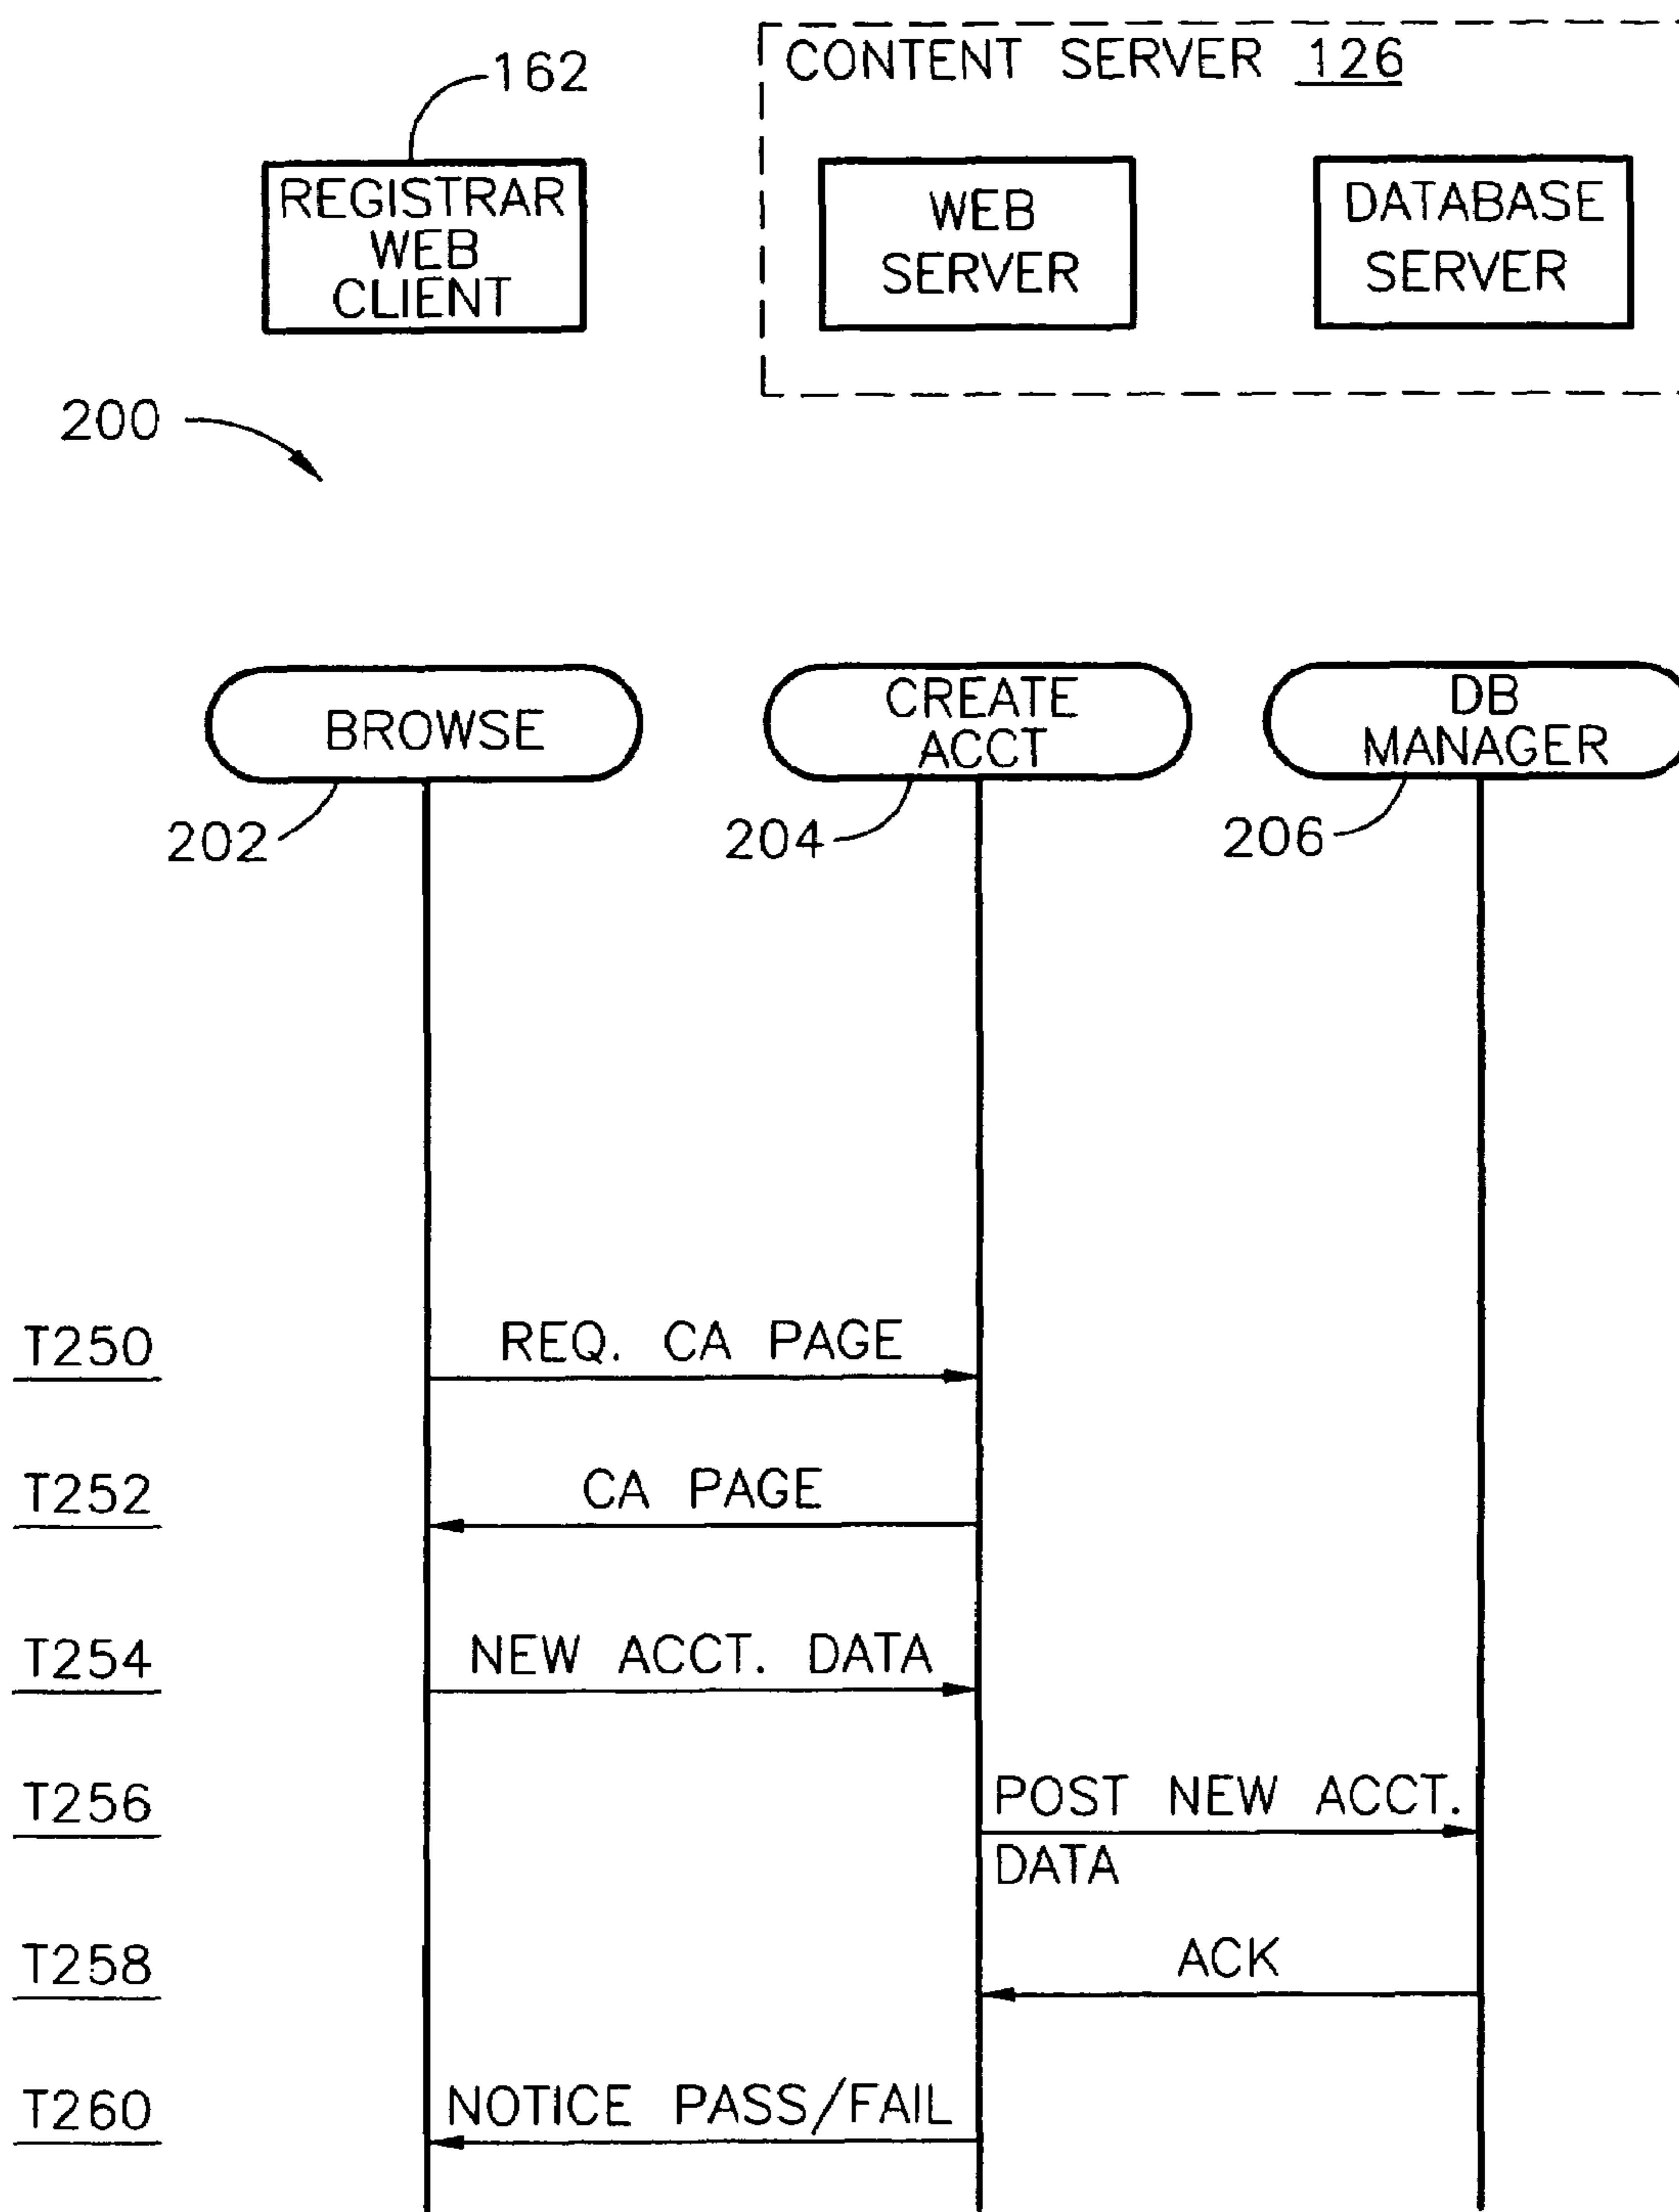 CONTENT SERVER 126
162
REGISTRAR
WEB
CLIENT
WEB
SERVER
DATABASE
SERVER
200
BROWSE
CREATE
ACCT
DB
MANAGER
202
204
206
T250
REQ. CA PAGE
T252
CA PAGE
T254
NEW ACCT. DATA
T256
POST NEW ACCT.
DATA
T258
ACK
T260
NOTICE PASS/FAIL